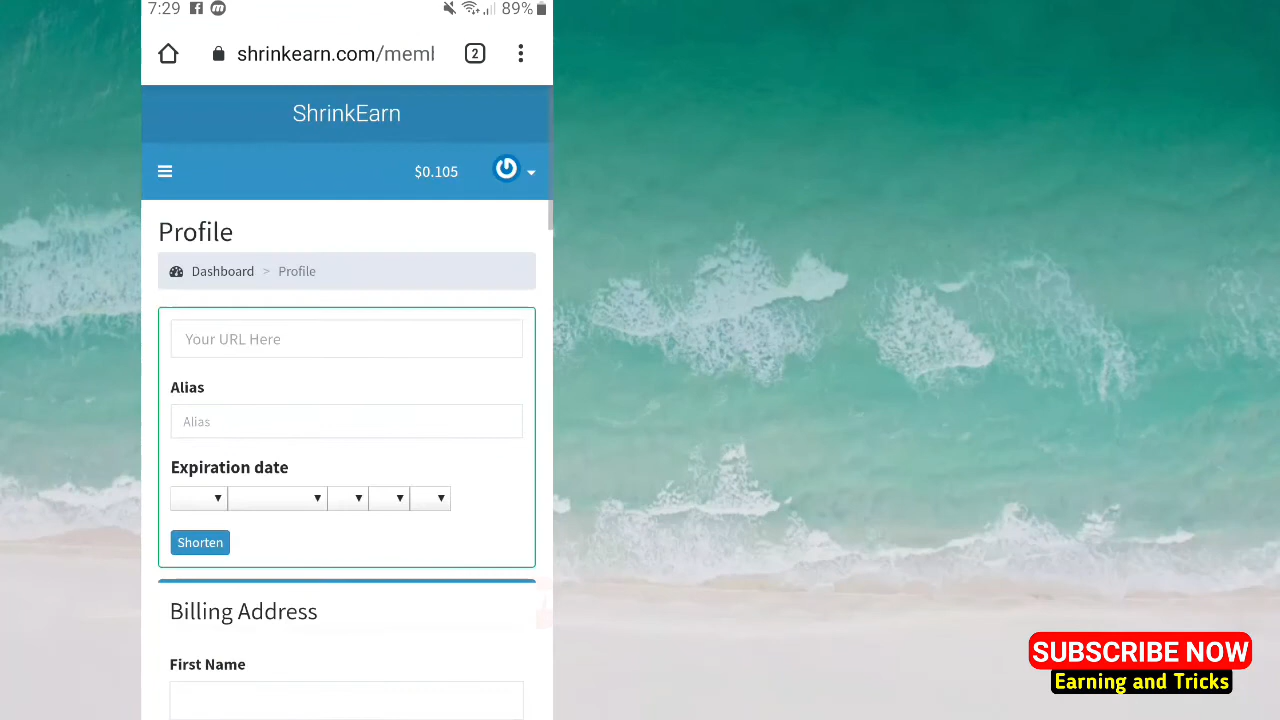 7:29 89%
shrinkearn.com/meml 2
ShrinkEarn
$0.105
Profile
Dashboard > Profile
Your URL Here
Alias
Alias
Expiration date
Shorten
Billing Address
First Name
SUBSCRIBE NOW
Earning and Tricks